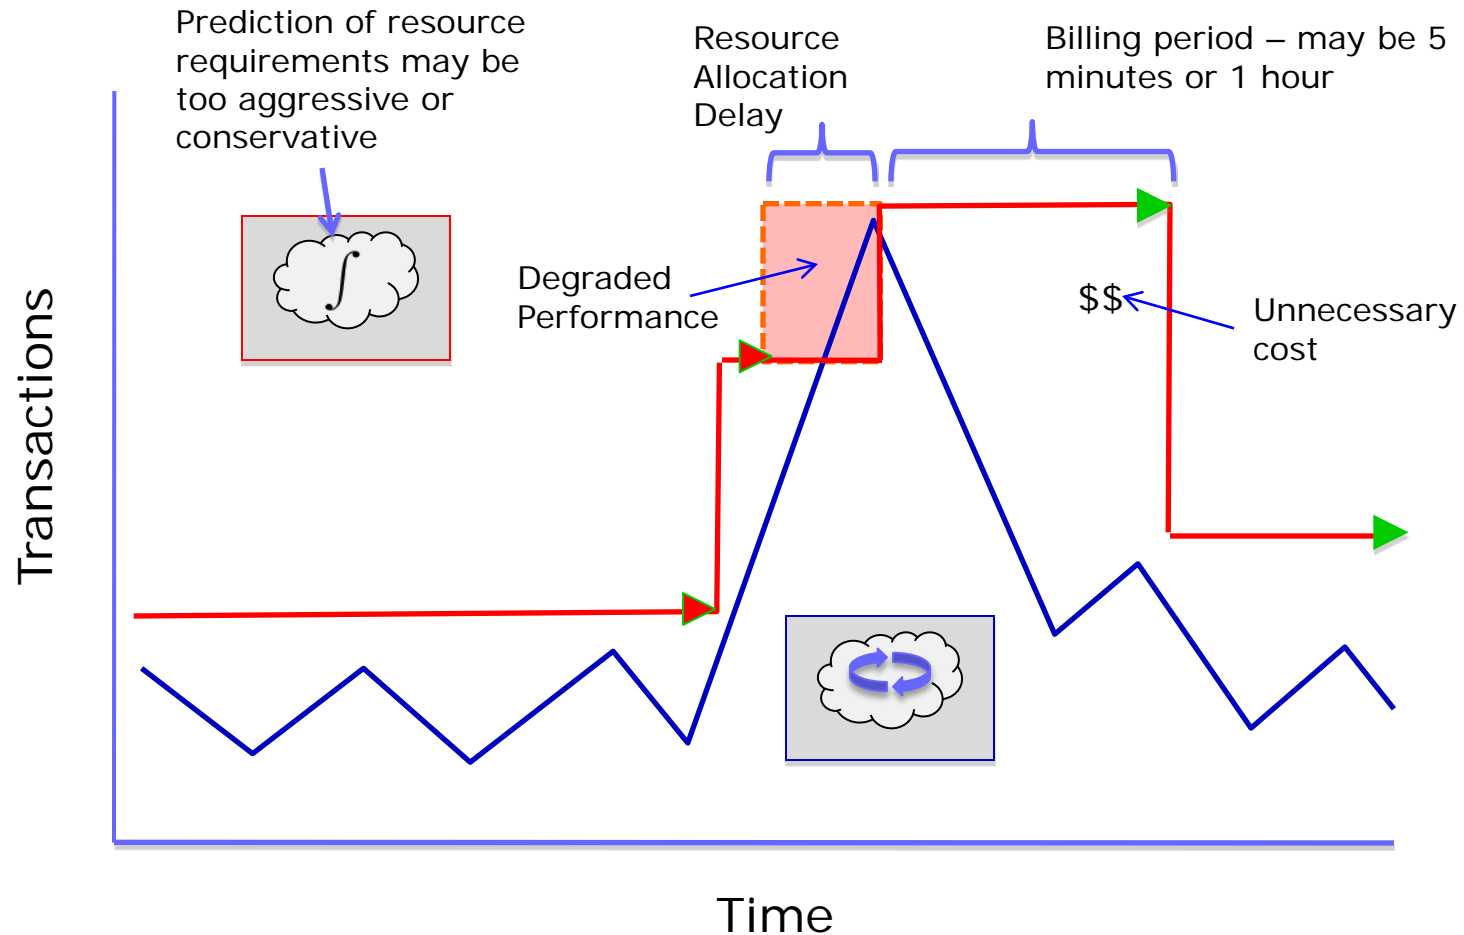 Prediction of resource
requirements may be
too aggressive or
conservative
Resource
Allocation
Delay
Billing period – may be 5
minutes or 1 hour
∫
Degraded
Performance
$$
Unnecessary
cost
Transactions
Time